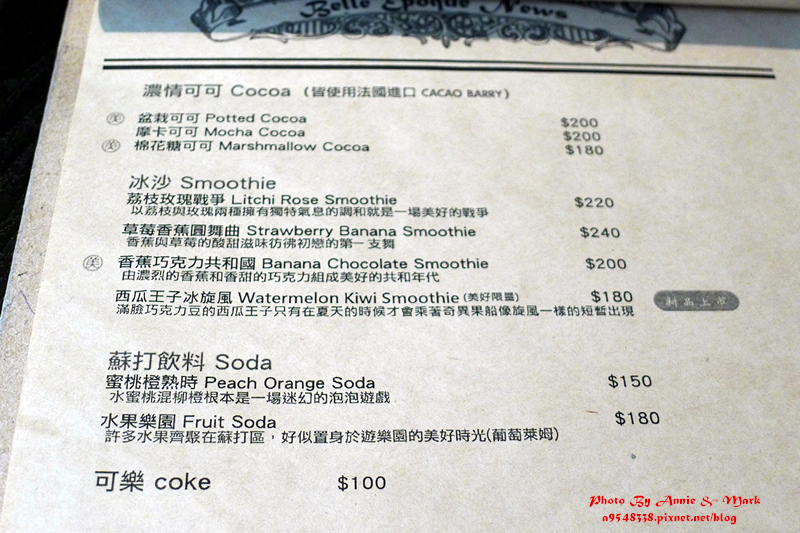 Belle Epoque News
濃情可可 Cocoa (皆使用法國進口 CACAO BARRY)
美 盆栽可可 Potted Cocoa $200
摩卡可可 Mocha Cocoa $200
美 棉花糖可可 Marshmallow Cocoa $180
冰沙 Smoothie
荔枝玫瑰戰爭 Litchi Rose Smoothie $220
以荔枝與玫瑰兩種擁有獨特氣息的調和就是一場美好的戰爭
草莓香蕉圓舞曲 Strawberry Banana Smoothie $240
香蕉與草莓的酸甜滋味彷彿初戀的第一支舞
美 香蕉巧克力共和國 Banana Chocolate Smoothie $200
由濃烈的香蕉和香甜的巧克力組成美好的共和年代
西瓜王子冰旋風 Watermelon Kiwi Smoothie (美好限量) $180 新品上市
滿臉巧克力豆的西瓜王子只有在夏天的時候才會乘著奇異果船像旋風一樣的短暫出現
蘇打飲料 Soda
蜜桃橙熟時 Peach Orange Soda $150
水蜜桃混柳橙根本是一場迷幻的泡泡遊戲
水果樂園 Fruit Soda $180
許多水果齊聚在蘇打區，好似置身於遊樂園的美好時光(葡萄萊姆)
可樂 coke $100
Photo By Annie & Mark
a9548338.pixnet.net/blog